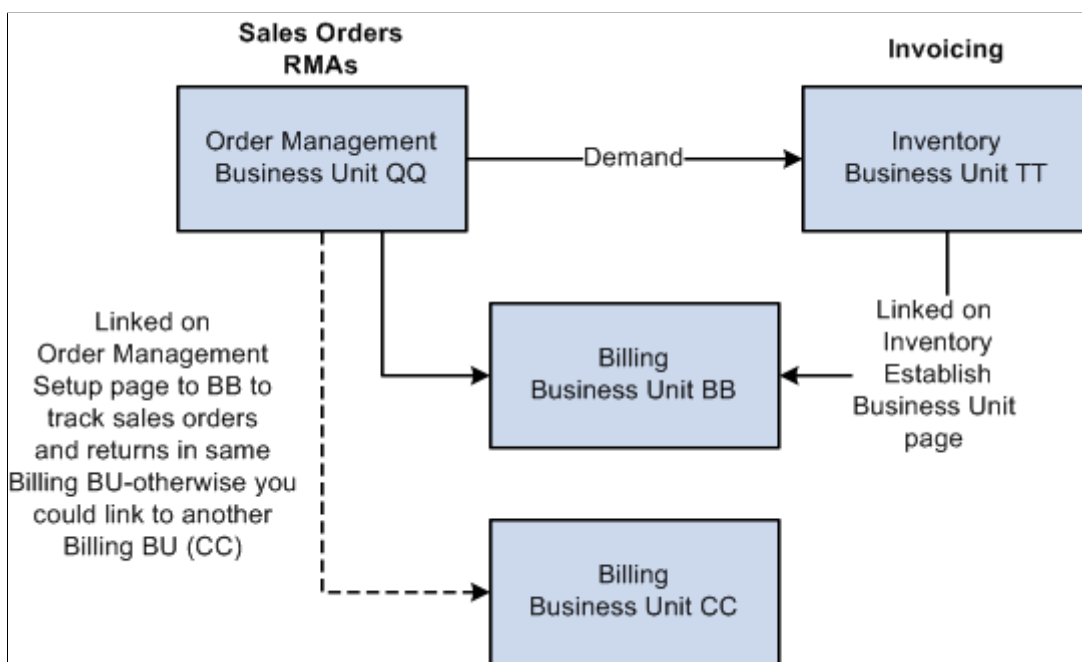 Sales Orders
RMAs
Invoicing
Order Management
Business Unit QQ
Demand
Inventory
Business Unit TT
Linked on
Order Management
Setup page to BB to
track sales orders
and returns in same
Billing BU-otherwise you
could link to another
Billing BU (CC)
Billing
Business Unit BB
Linked on
Inventory
Establish
Business Unit
page
Billing
Business Unit CC